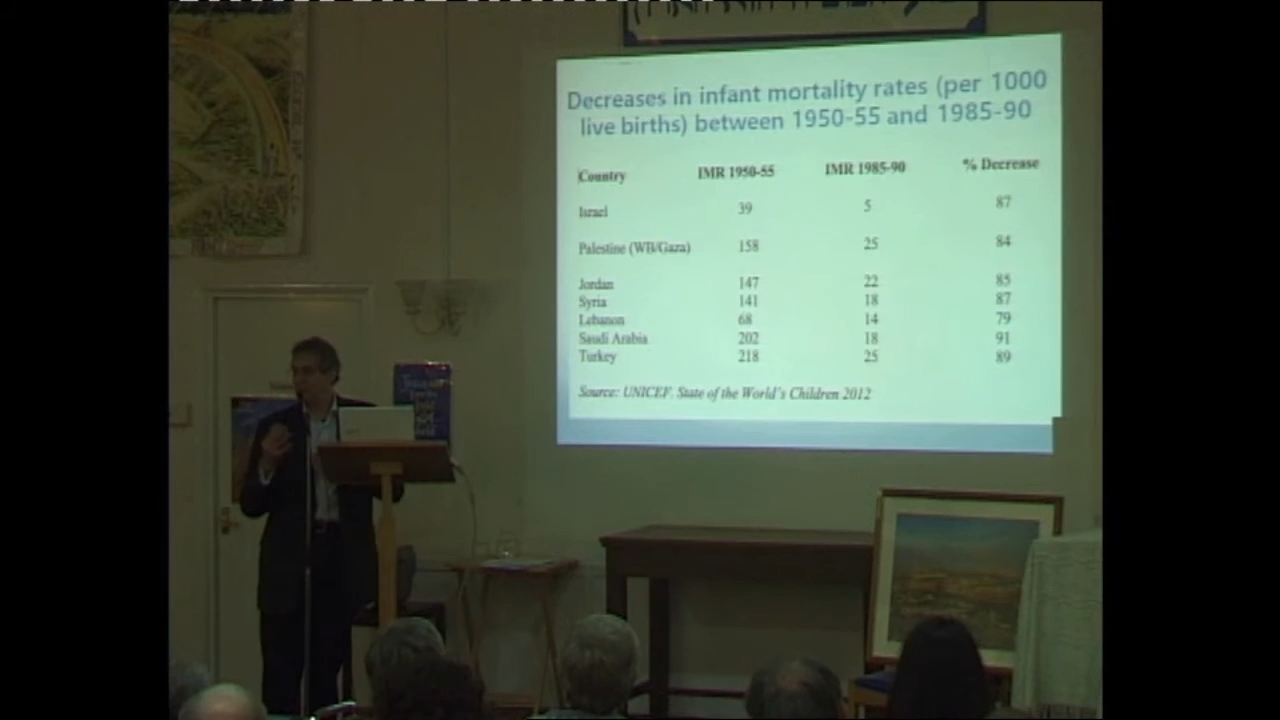 Decreases in infant mortality rates (per 1000
live births) between 1950-55 and 1985-90
Country IMR 1950-55 IMR 1985-90 % Decrease
Israel 39 5 87
Palestine (WB/Gaza) 158 25 84
Jordan 147 22 85
Syria 141 18 87
Lebanon 68 14 79
Saudi Arabia 202 18 91
Turkey 218 25 89
Source: UNICEF. State of the World's Children 2012